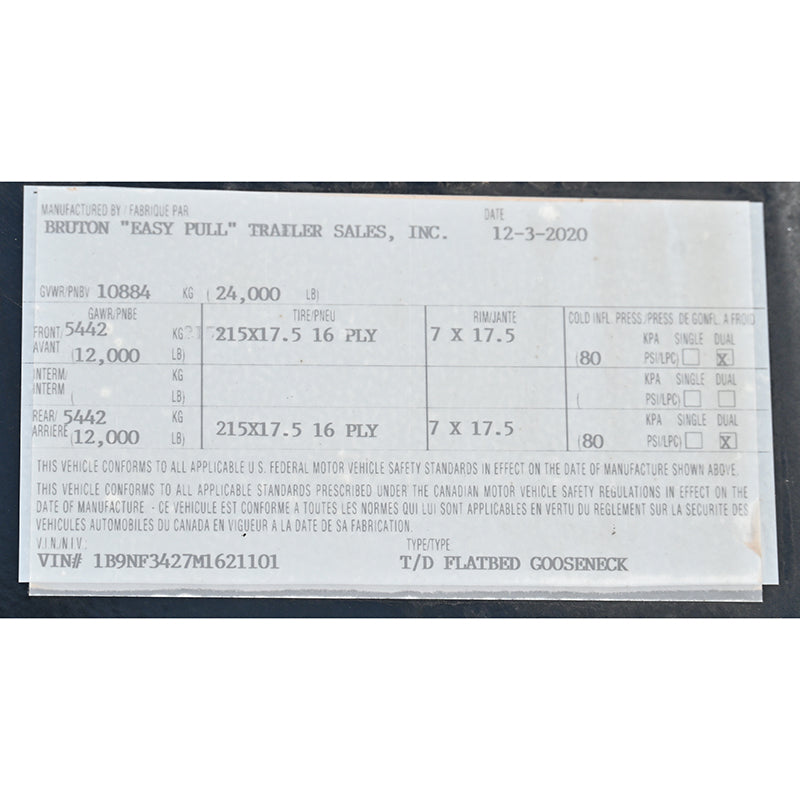 MANUFACTURED BY / FABRIQUE PAR DATE
BRUTON "EASY PULL" TRAILER SALES, INC. 12-3-2020
GVWR/PNBV 10884 KG (24,000 LB)
GAWR/PNBE TIRE/PNEU RIM/JANTE COLD INFL. PRESS./PRESS. DE GONFL. A FROID
FRONT/ 5442 KG 215X17.5 16 PLY 7 X 17.5 KPA SINGLE DUAL
AVANT (12,000 LB) (80 PSI/LPC) X
INTERM/ KG KPA SINGLE DUAL
INTERM ( LB) ( PSI/LPC)
REAR/ 5442 KG 215X17.5 16 PLY 7 X 17.5 KPA SINGLE DUAL
ARRIERE (12,000 LB) (80 PSI/LPC) X
THIS VEHICLE CONFORMS TO ALL APPLICABLE U.S. FEDERAL MOTOR VEHICLE SAFETY STANDARDS IN EFFECT ON THE DATE OF MANUFACTURE SHOWN ABOVE.
THIS VEHICLE CONFORMS TO ALL APPLICABLE STANDARDS PRESCRIBED UNDER THE CANADIAN MOTOR VEHICLE SAFETY REGULATIONS IN EFFECT ON THE
DATE OF MANUFACTURE - CE VEHICULE EST CONFORME A TOUTES LES NORMES QUI LUI SONT APPLICABLES EN VERTU DU REGLEMENT SUR LA SECURITE DES
VEHICULES AUTOMOBILES DU CANADA EN VIGUEUR A LA DATE DE SA FABRICATION.
V.I.N./N.I.V. TYPE/TYPE
VIN# 1B9NF3427M1621101 T/D FLATBED GOOSENECK